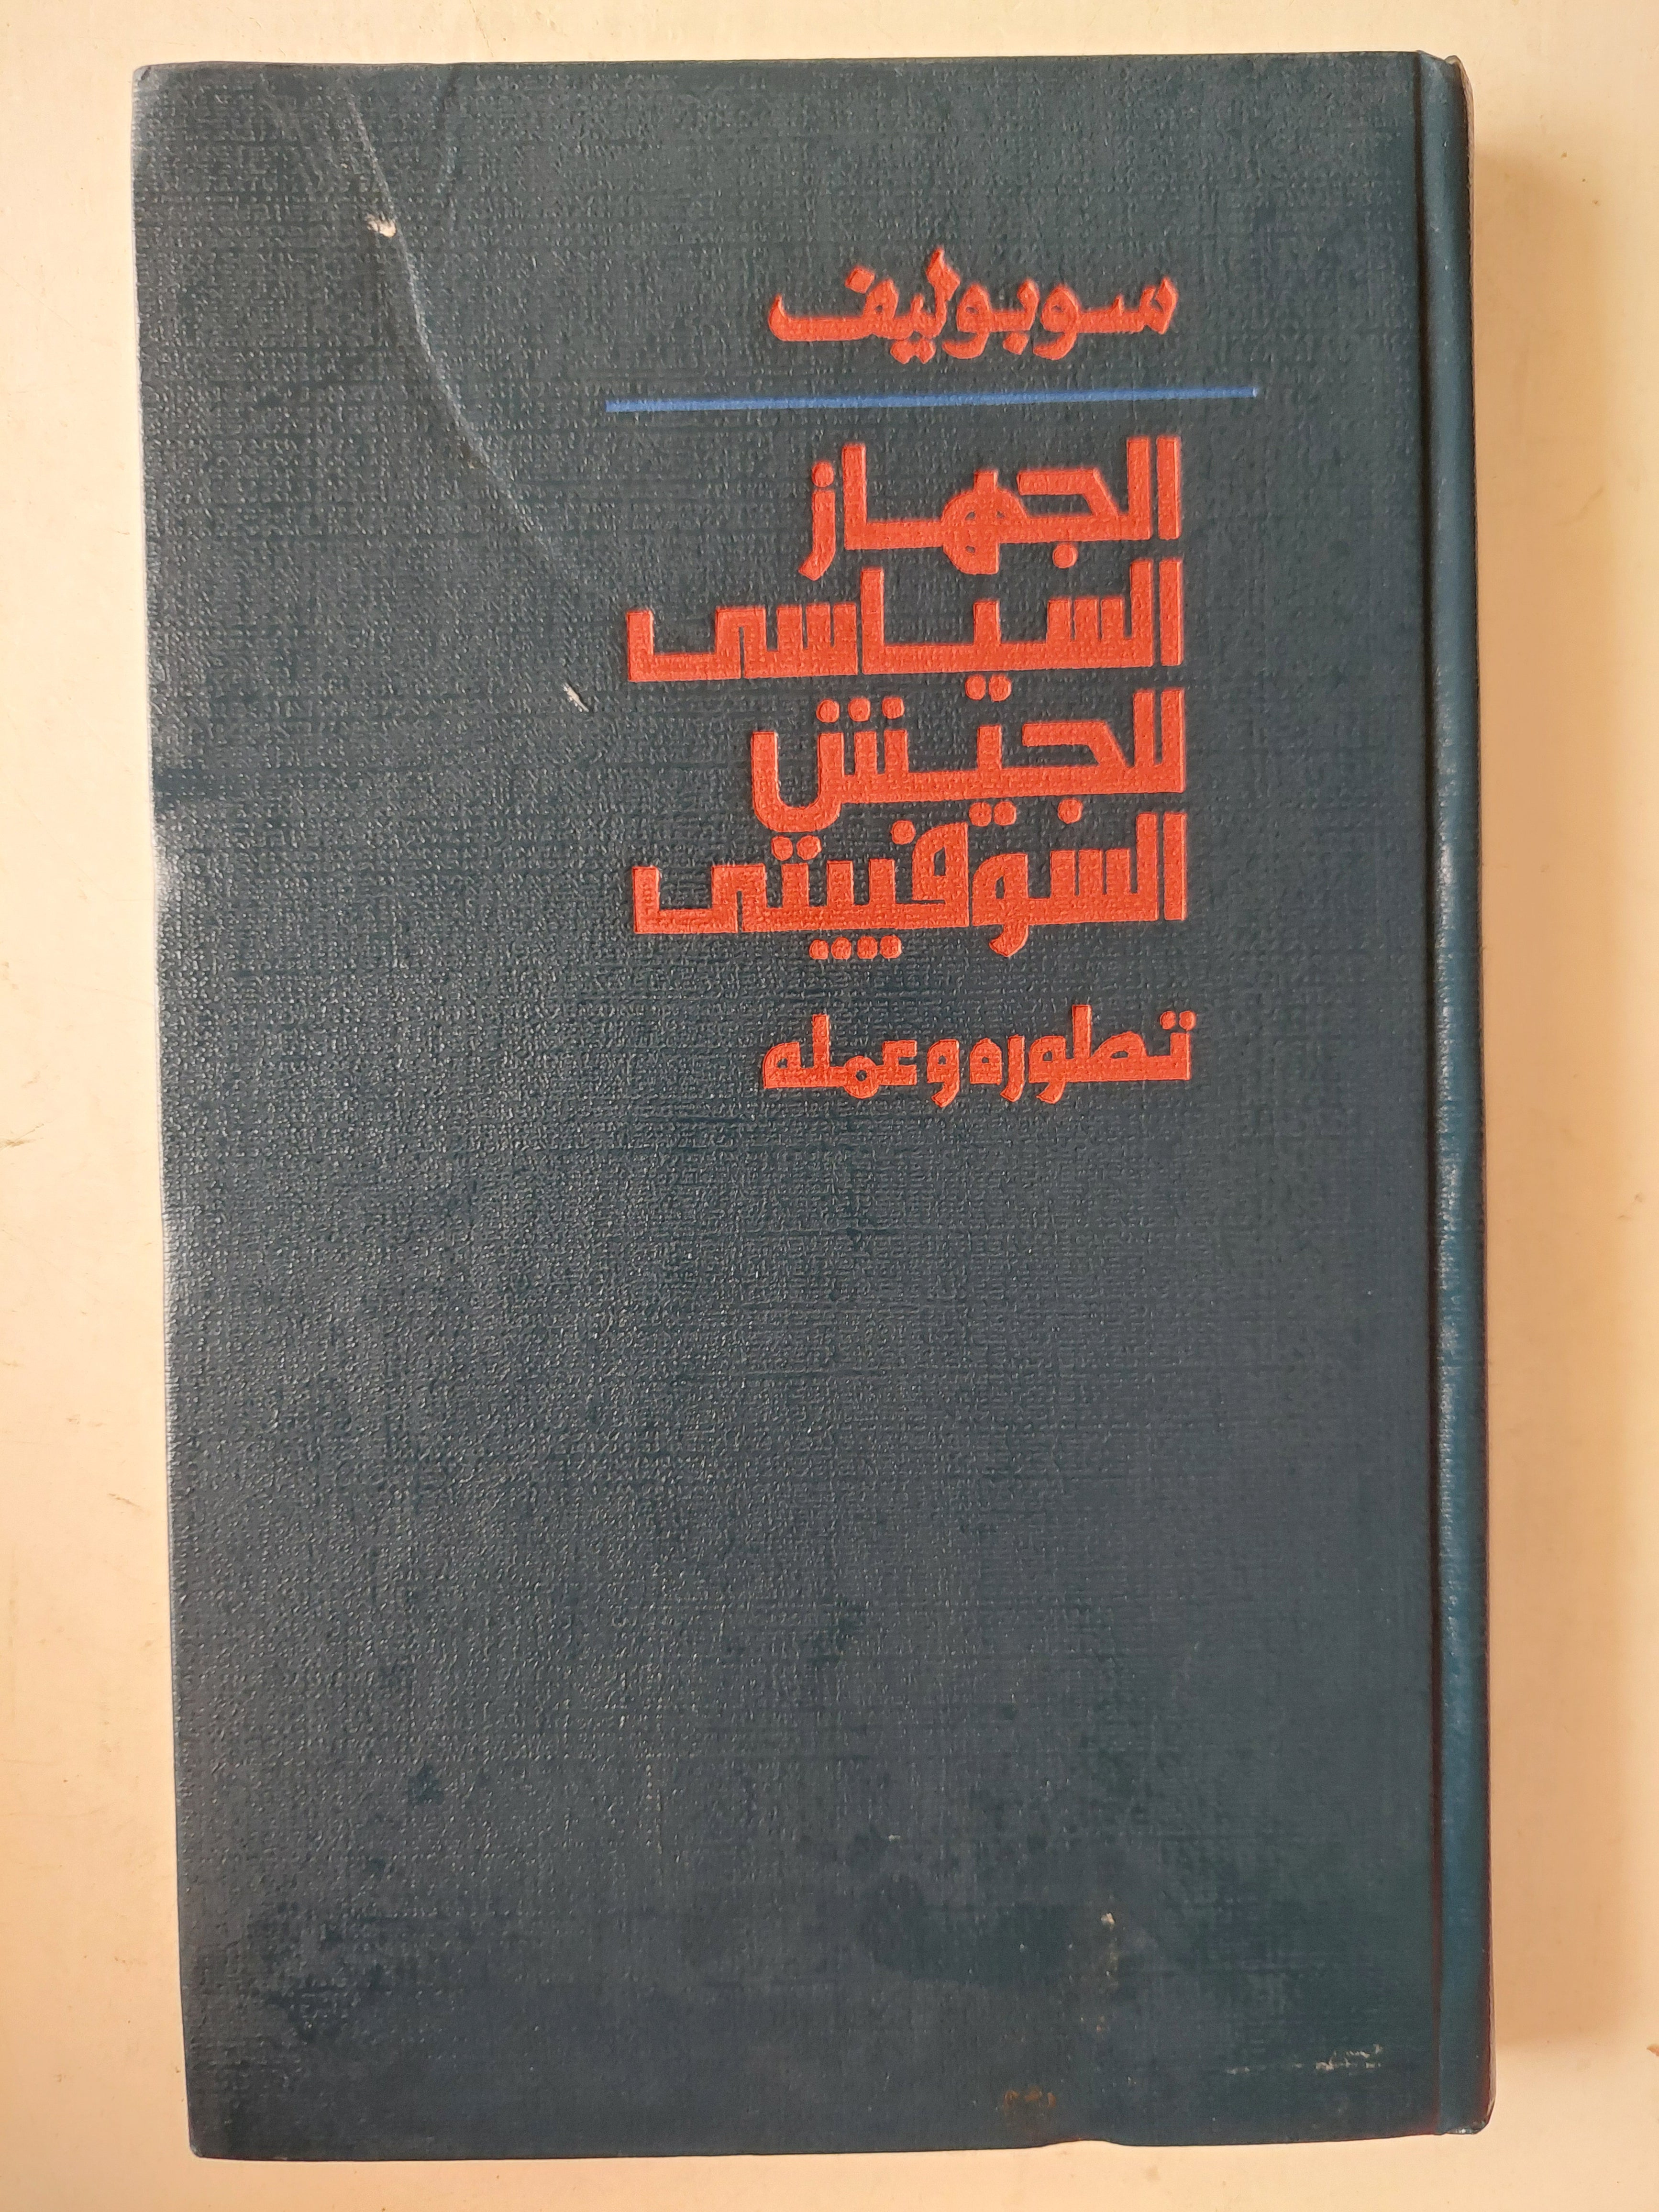 سوبوليف
الجهاز
السياسى
للجيش
السوفييتى
تطوره وعمله